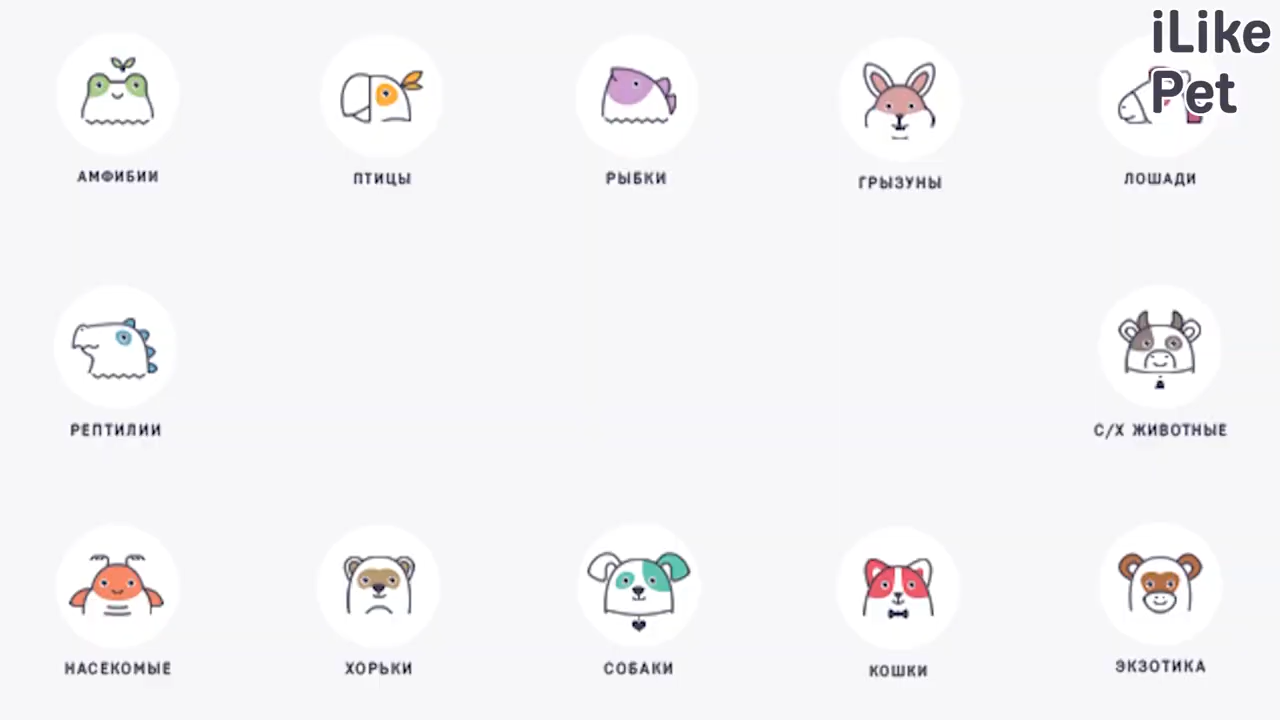 iLike
Pet
АМФИБИИ
ПТИЦЫ
РЫБКИ
ГРЫЗУНЫ
ЛОШАДИ
РЕПТИЛИИ
С/Х ЖИВОТНЫЕ
НАСЕКОМЫЕ
ХОРЬКИ
СОБАКИ
КОШКИ
ЭКЗОТИКА